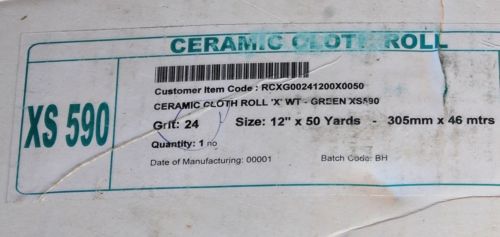 CERAMIC CLOTH ROLL
Customer Item Code : RCXG00241200X0050
CERAMIC CLOTH ROLL 'X' WT - GREEN XS590
XS 590
Grit: 24 Size: 12" x 50 Yards - 305mm x 46 mtrs
Quantity: 1 no
Date of Manufacturing: 00001 Batch Code: BH